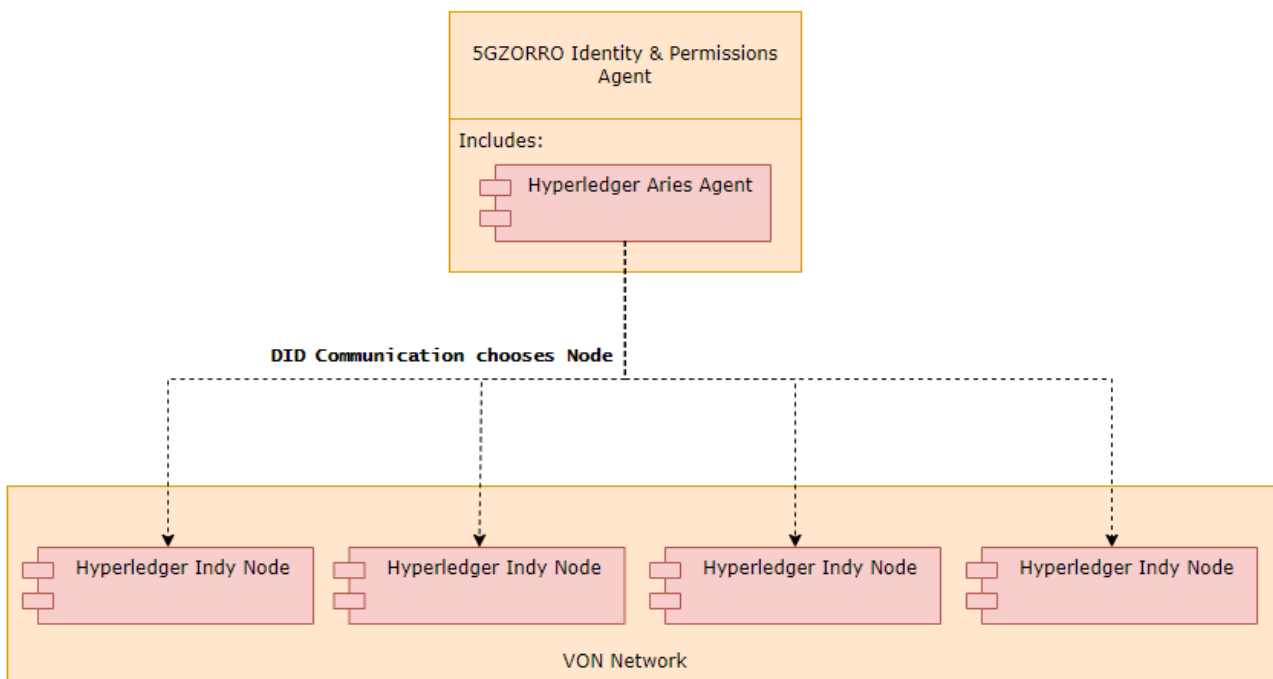 5GZORRO Identity & Permissions
Agent
Includes:
Hyperledger Aries Agent
DID Communication chooses Node
Hyperledger Indy Node
Hyperledger Indy Node
Hyperledger Indy Node
Hyperledger Indy Node
VON Network